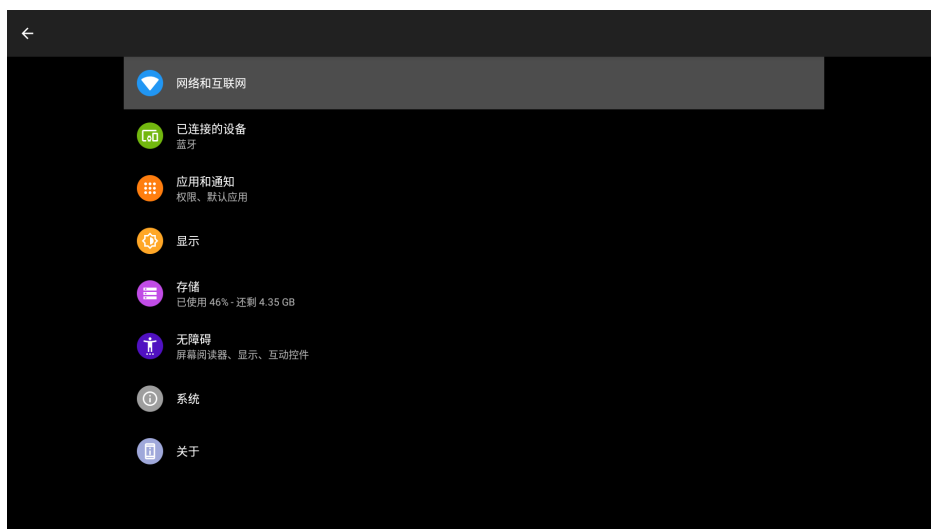 网络和互联网
已连接的设备
蓝牙
应用和通知
权限、默认应用
显示
存储
已使用 46% - 还剩 4.35 GB
无障碍
屏幕阅读器、显示、互动控件
系统
关于